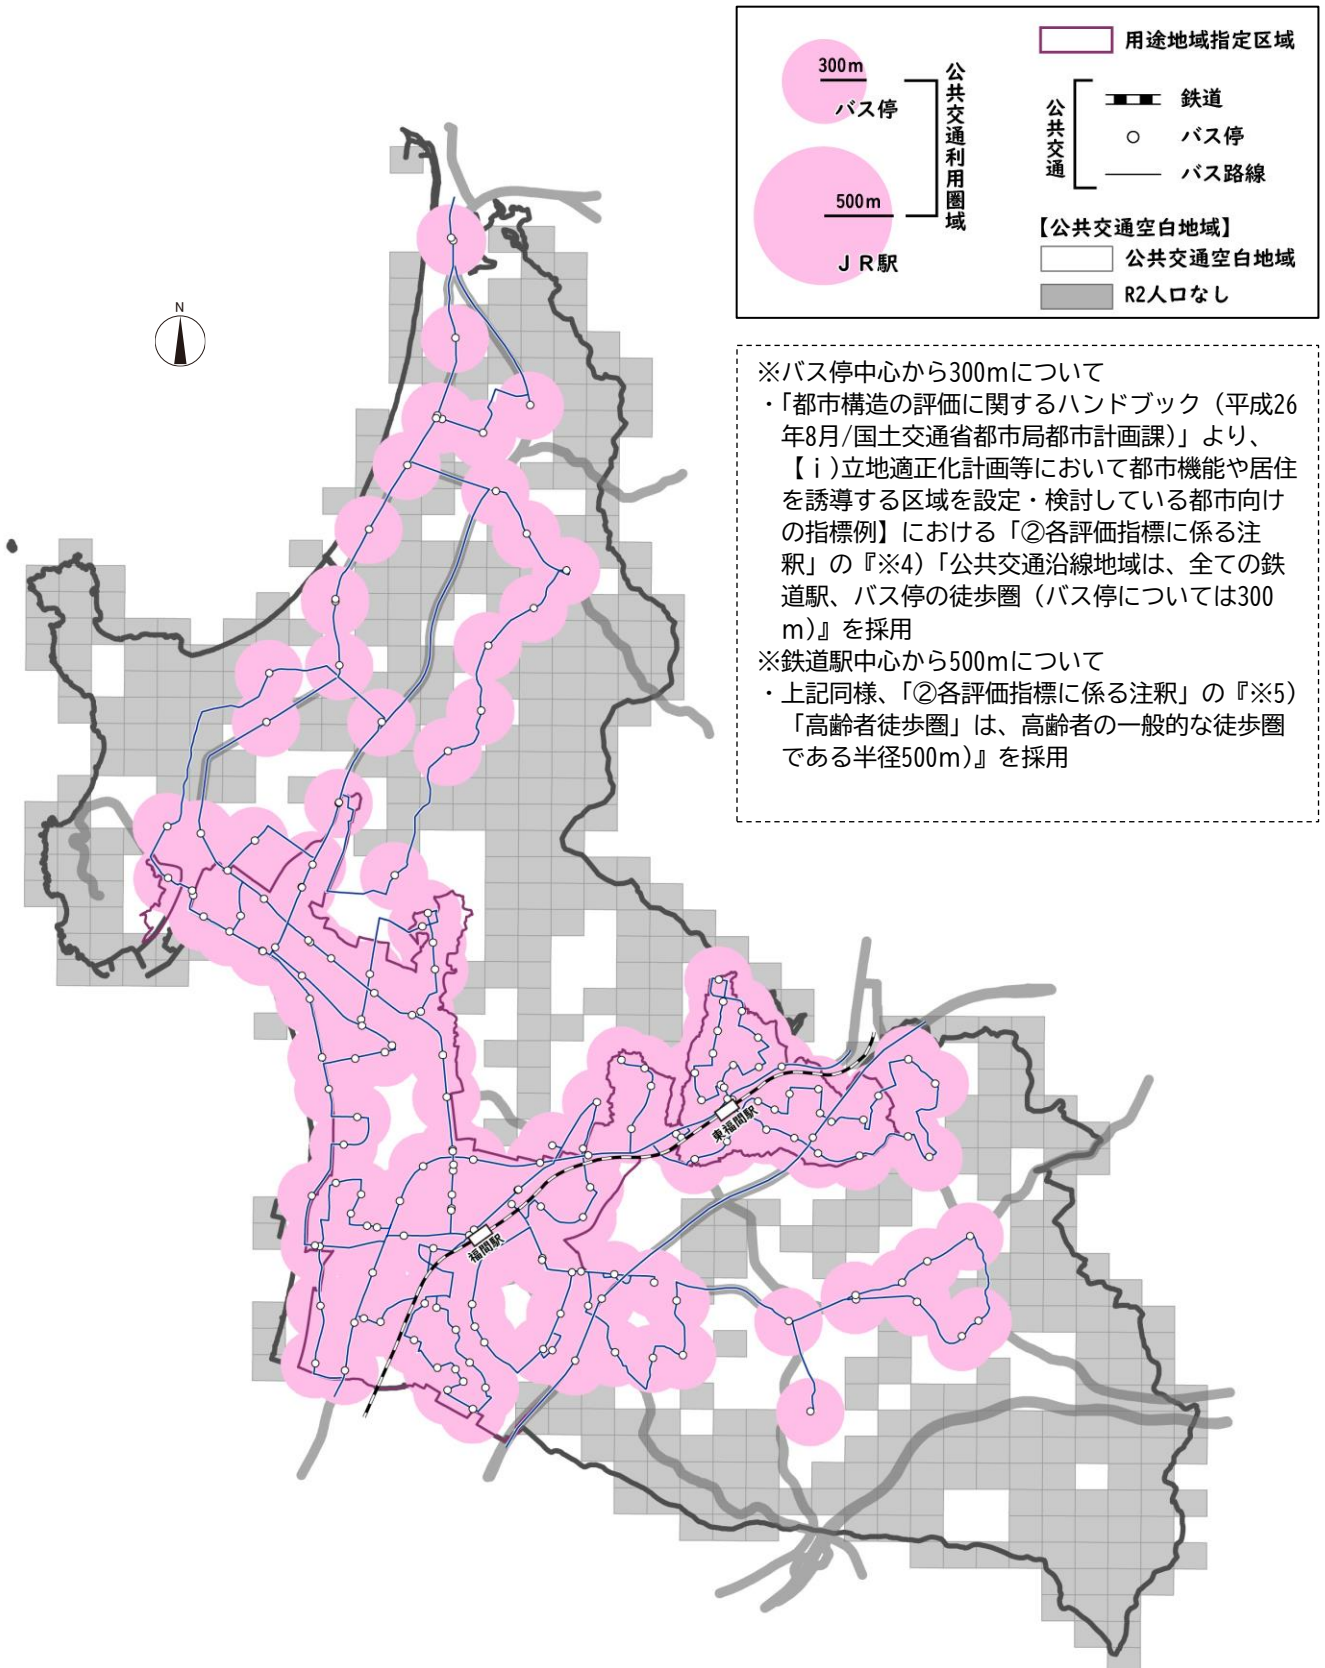 300m
バス停
500m
ＪＲ駅
公共交通利用圏域
用途地域指定区域
公共交通
鉄道
バス停
バス路線
【公共交通空白地域】
公共交通空白地域
R2人口なし
N
※バス停中心から300mについて
・「都市構造の評価に関するハンドブック（平成26
年8月/国土交通省都市局都市計画課）」より、
【ⅰ)立地適正化計画等において都市機能や居住
を誘導する区域を設定・検討している都市向け
の指標例】における「②各評価指標に係る注
釈」の『※4)「公共交通沿線地域は、全ての鉄
道駅、バス停の徒歩圏（バス停については300
m)』を採用
※鉄道駅中心から500mについて
・上記同様、「②各評価指標に係る注釈」の『※5)
「高齢者徒歩圏」は、高齢者の一般的な徒歩圏
である半径500m)』を採用
東福間駅
福間駅